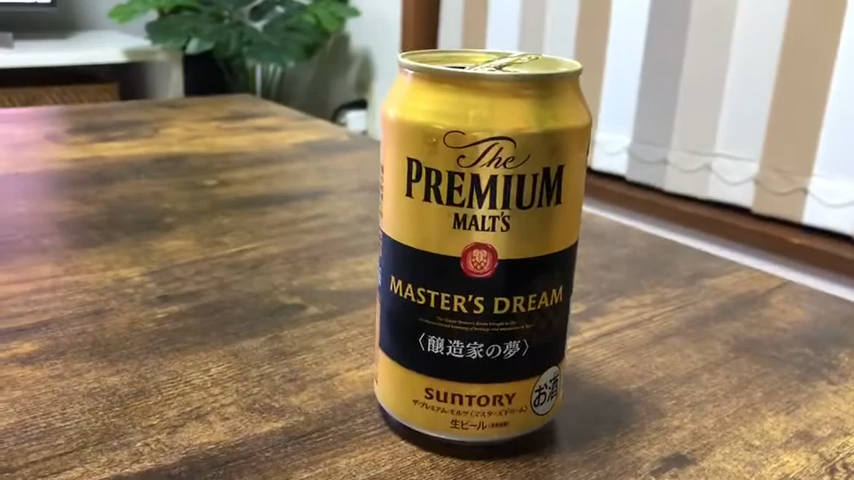 The
PREMIUM
MALT'S
MASTER'S DREAM
〈醸造家の夢〉
SUNTORY
お酒
ザ・プレミアム・モルツ〈マスターズドリーム〉
生ビール